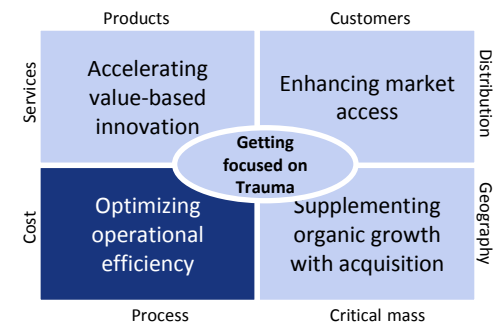 Products
Customers
Services
Accelerating
value-based
innovation
Enhancing market
access
Distribution
Getting
focused on
Trauma
Cost
Optimizing
operational
efficiency
Supplementing
organic growth
with acquisition
Geography
Process
Critical mass